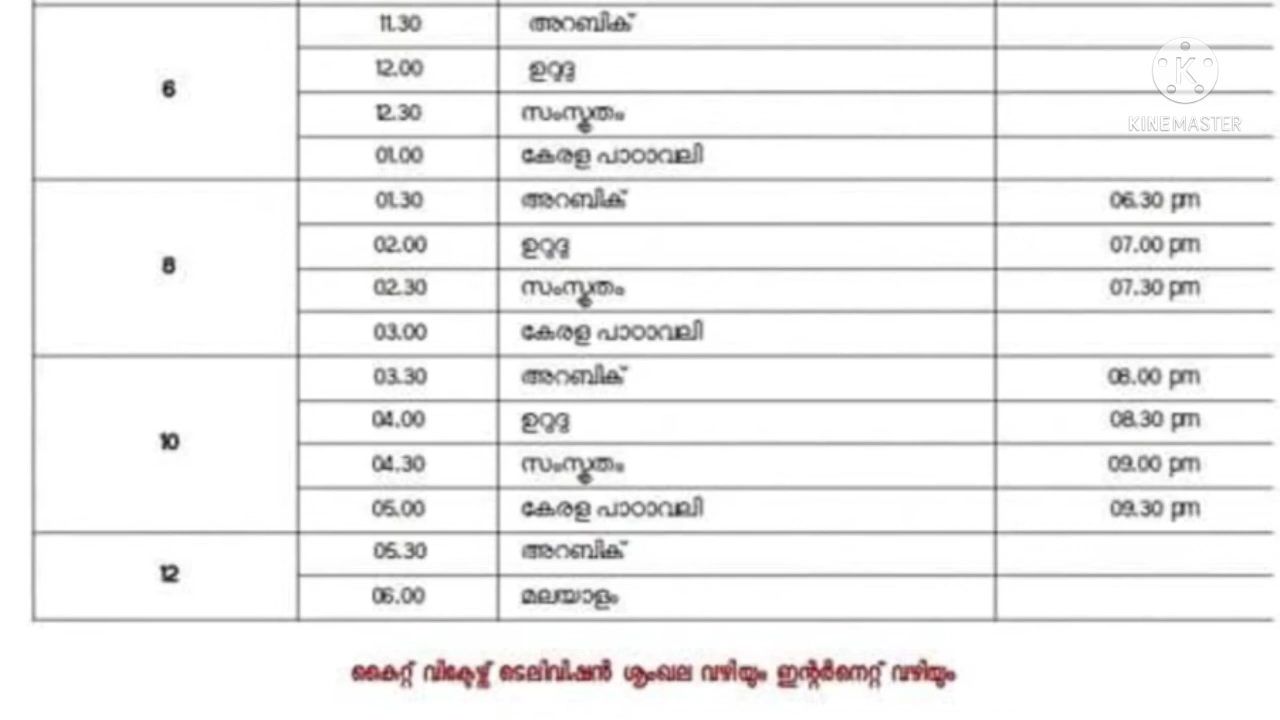 11.30 അറബിക്
KINEMASTER
6
12.00 ഉറുദു
12.30 സംസ്കൃതം
01.00 കേരള പാഠാവലി
01.30 അറബിക് 06.30 pm
8
02.00 ഉറുദു 07.00 pm
02.30 സംസ്കൃതം 07.30 pm
03.00 കേരള പാഠാവലി
03.30 അറബിക് 08.00 pm
10
04.00 ഉറുദു 08.30 pm
04.30 സംസ്കൃതം 09.00 pm
05.00 കേരള പാഠാവലി 09.30 pm
12
05.30 അറബിക്
06.00 മലയാളം
കൈറ്റ് വിക്ടേഴ്സ് ടെലിവിഷൻ ശൃംഖല വഴിയും ഇന്റർനെറ്റ് വഴിയും